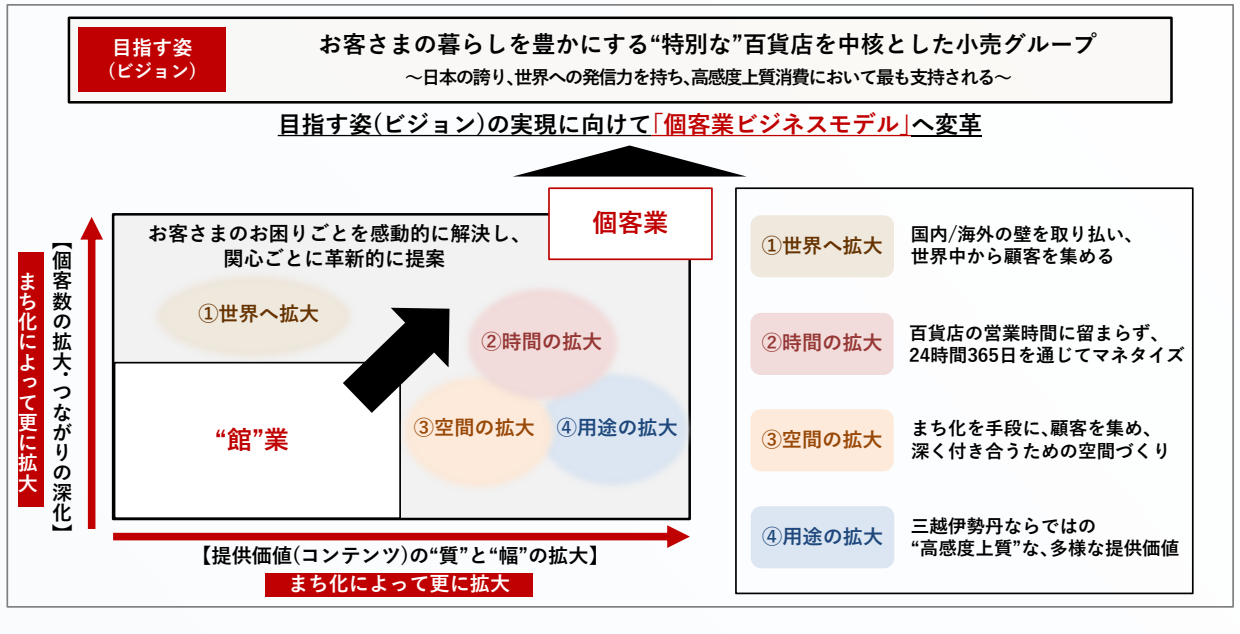 目指す姿
(ビジョン)
お客さまの暮らしを豊かにする“特別な”百貨店を中核とした小売グループ
～日本の誇り、世界への発信力を持ち、高感度上質消費において最も支持される～
目指す姿(ビジョン)の実現に向けて「個客業ビジネスモデル」へ変革
まち化によって更に拡大
【個客数の拡大・つながりの深化】
個客業
お客さまのお困りごとを感動的に解決し、
関心ごとに革新的に提案
①世界へ拡大
②時間の拡大
③空間の拡大
④用途の拡大
“館”業
【提供価値(コンテンツ)の“質”と“幅”の拡大】
まち化によって更に拡大
①世界へ拡大
国内/海外の壁を取り払い、
世界中から顧客を集める
②時間の拡大
百貨店の営業時間に留まらず、
24時間365日を通じてマネタイズ
③空間の拡大
まち化を手段に、顧客を集め、
深く付き合うための空間づくり
④用途の拡大
三越伊勢丹ならではの
“高感度上質”な、多様な提供価値